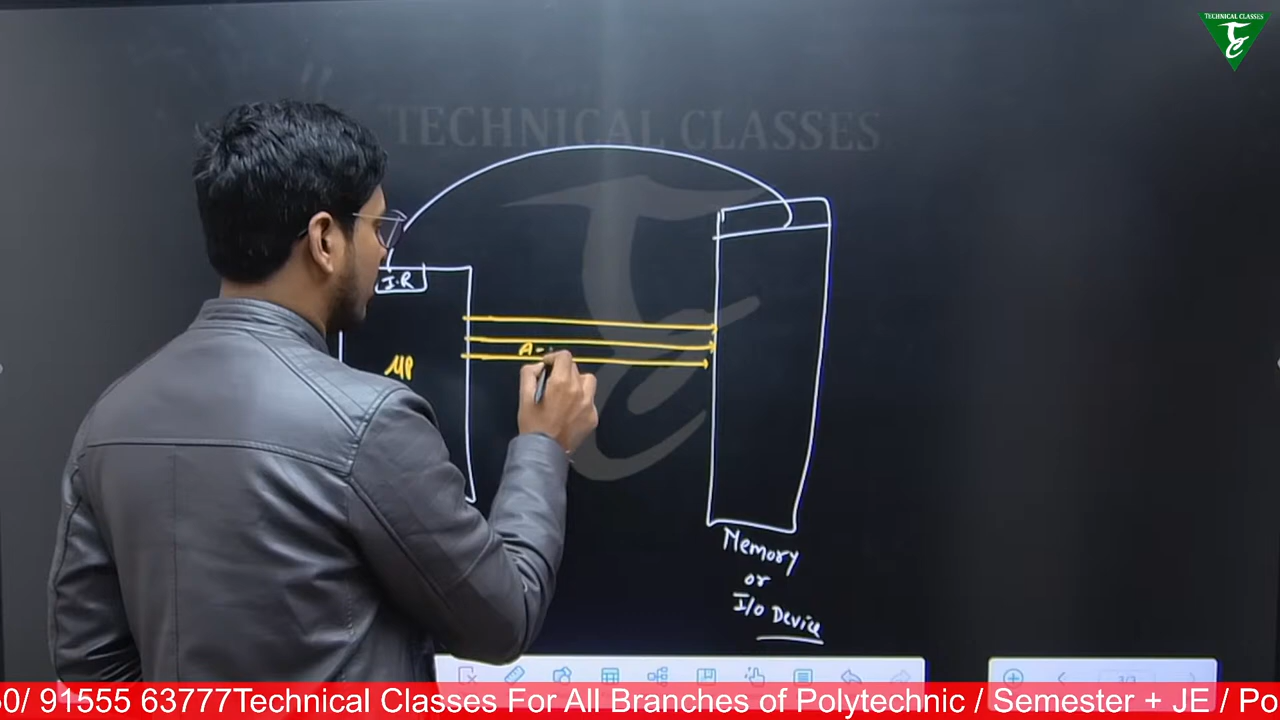 TECHNICAL CLASSES
TECHNICAL CLASSES
I.R
A-
MP
Memory
or
I/o Device
50/ 91555 63777Technical Classes For All Branches of Polytechnic / Semester + JE / Po